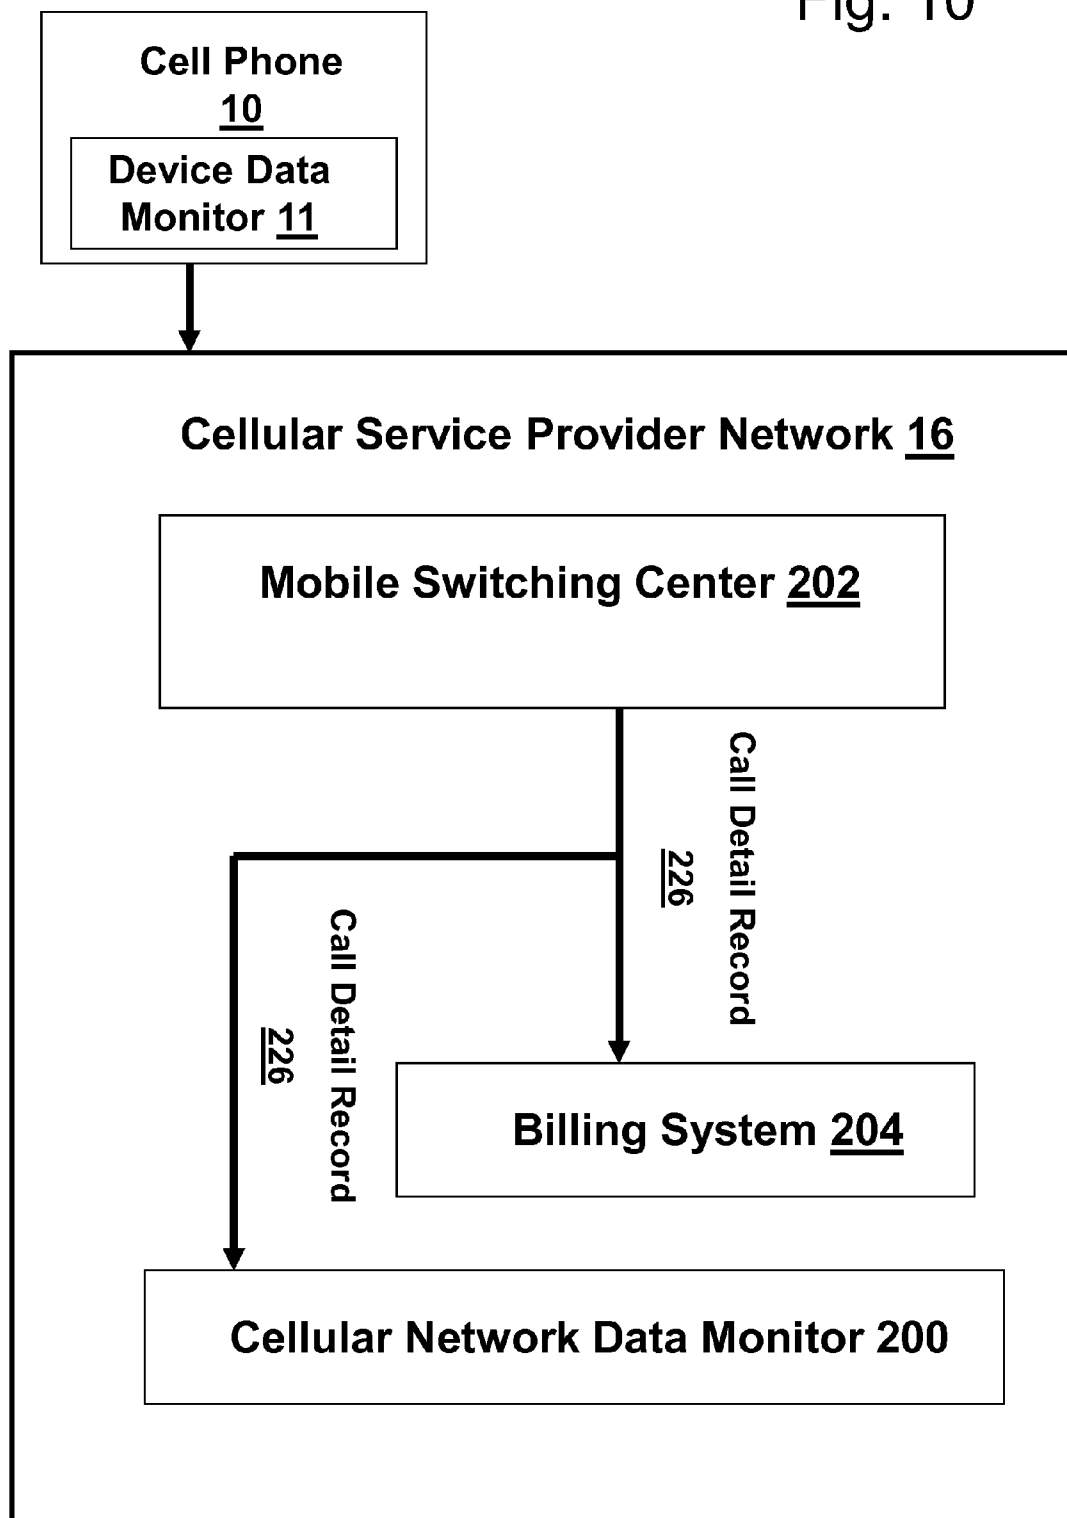 Fig. 10
Cell Phone
10
Device Data
Monitor 11
Cellular Service Provider Network 16
Mobile Switching Center 202
Call Detail Record
226
Call Detail Record
226
Billing System 204
Cellular Network Data Monitor 200